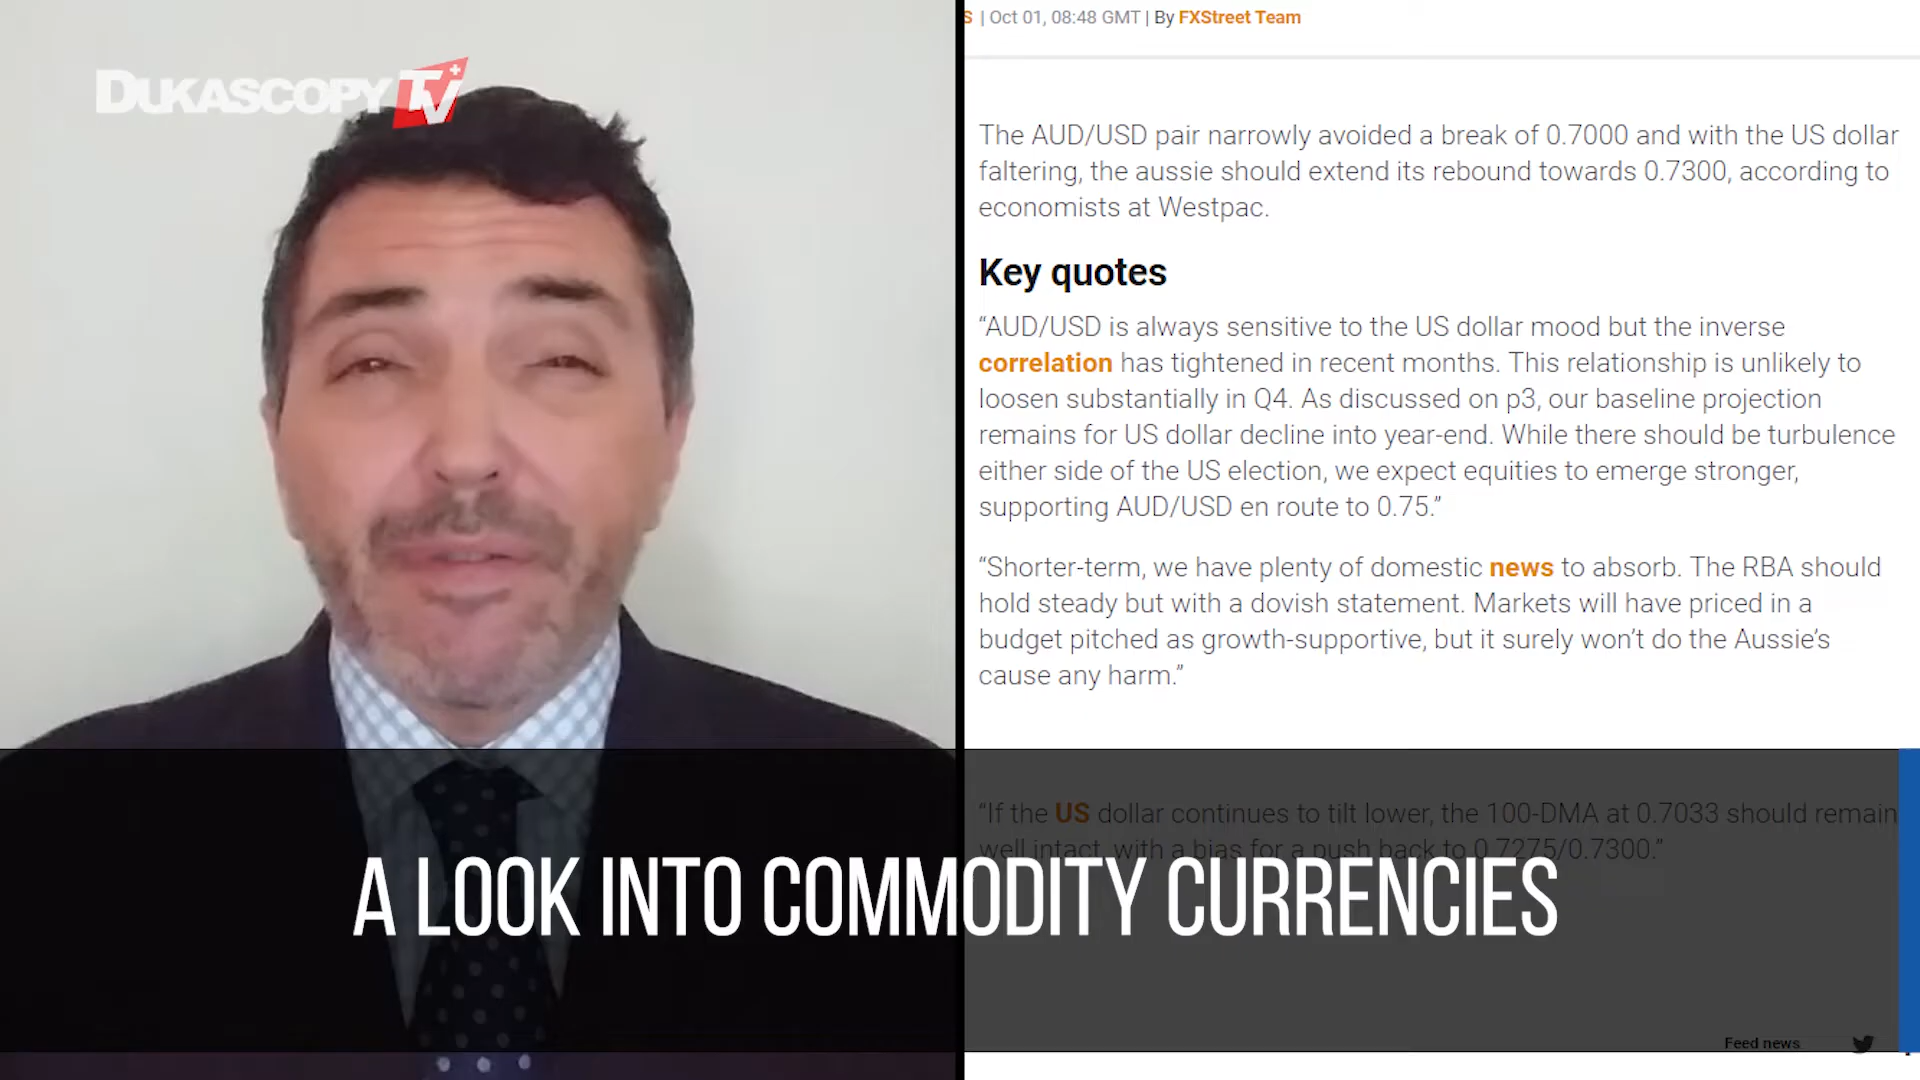 DUKASCOPY TV
S | Oct 01, 08:48 GMT | By FXStreet Team
The AUD/USD pair narrowly avoided a break of 0.7000 and with the US dollar
faltering, the aussie should extend its rebound towards 0.7300, according to
economists at Westpac.
Key quotes
“AUD/USD is always sensitive to the US dollar mood but the inverse
correlation has tightened in recent months. This relationship is unlikely to
loosen substantially in Q4. As discussed on p3, our baseline projection
remains for US dollar decline into year-end. While there should be turbulence
either side of the US election, we expect equities to emerge stronger,
supporting AUD/USD en route to 0.75.”
“Shorter-term, we have plenty of domestic news to absorb. The RBA should
hold steady but with a dovish statement. Markets will have priced in a
budget pitched as growth-supportive, but it surely won’t do the Aussie’s
cause any harm.”
“If the US dollar continues to tilt lower, the 100-DMA at 0.7033 should remain
well intact, with a bias for a push back to 0.7275/0.7300.”
A LOOK INTO COMMODITY CURRENCIES
Feed news